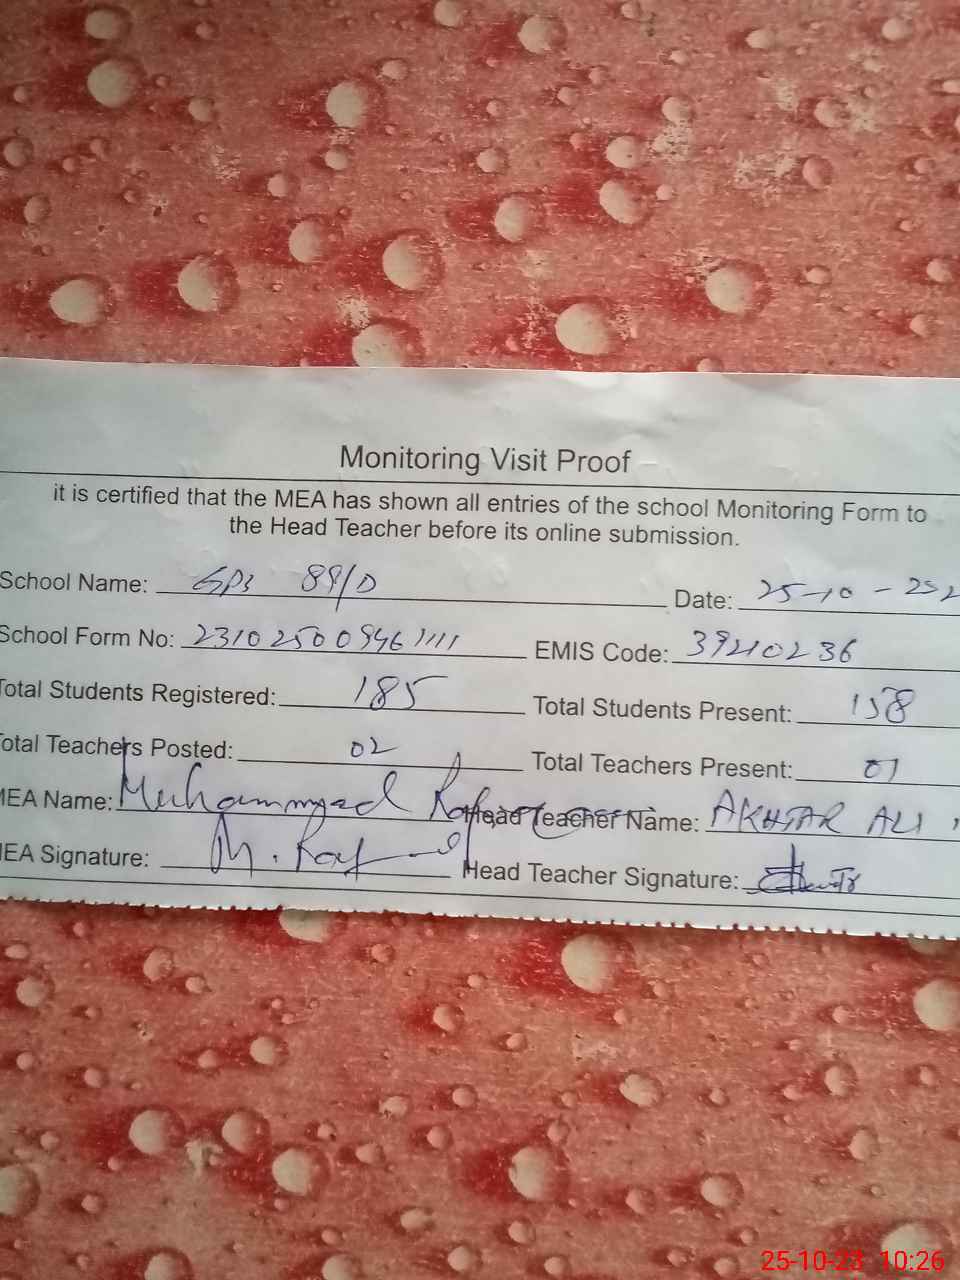 Monitoring Visit Proof
it is certified that the MEA has shown all entries of the school Monitoring Form to
the Head Teacher before its online submission.
School Name: GPS 89/D Date: 25-10-
School Form No: EMIS Code: 39210236
Total Students Registered: 185 Total Students Present: 158
Total Teachers Posted: 02 Total Teachers Present: 01
MEA Name: Muhammad Head Teacher Name: AKHTAR ALI
MEA Signature: Head Teacher Signature:
25-10-23 10:26